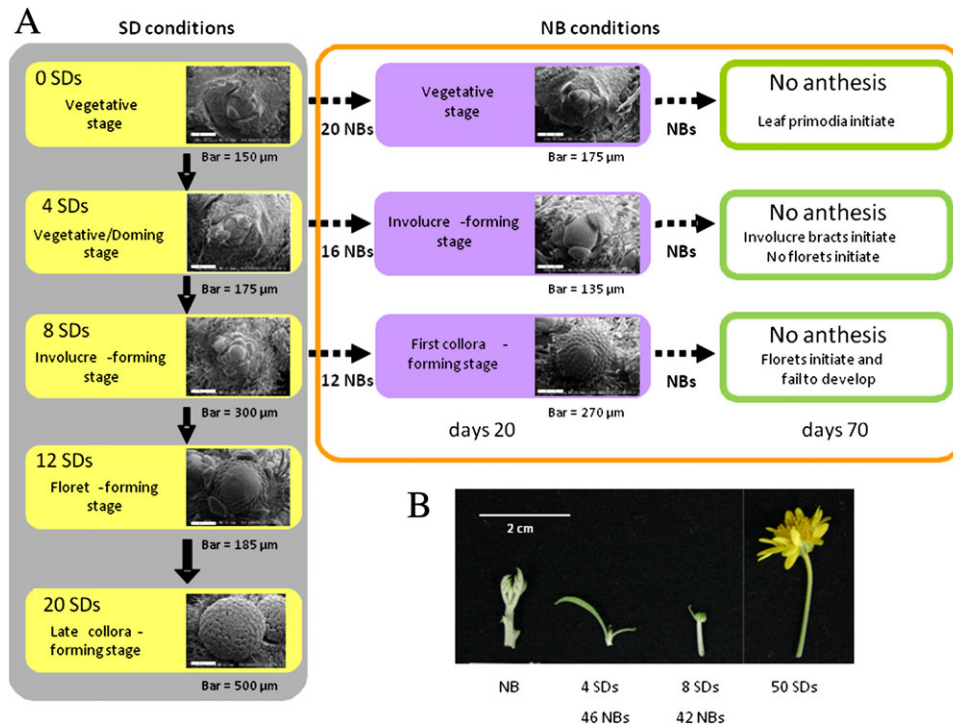 A
SD conditions
NB conditions
0 SDs
Vegetative
stage
Bar = 150 µm
20 NBs
Vegetative
stage
Bar = 175 µm
NBs
No anthesis
Leaf primodia initiate
4 SDs
Vegetative/Doming
stage
Bar = 175 µm
16 NBs
Involucre -forming
stage
Bar = 135 µm
NBs
No anthesis
Involucre bracts initiate
No florets initiate
8 SDs
Involucre -forming
stage
Bar = 300 µm
12 NBs
First collora -
forming stage
Bar = 270 µm
NBs
No anthesis
Florets initiate and
fail to develop
days 20
days 70
12 SDs
Floret -forming
stage
Bar = 185 µm
20 SDs
Late collora -
forming stage
Bar = 500 µm
B
2 cm
NB
4 SDs
8 SDs
50 SDs
46 NBs
42 NBs